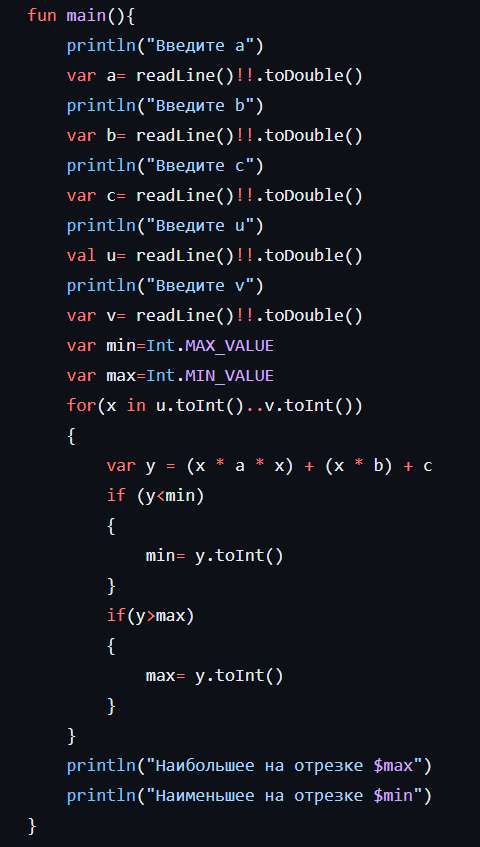 fun main(){
    println("Введите a")
    var a= readLine()!!.toDouble()
    println("Введите b")
    var b= readLine()!!.toDouble()
    println("Введите c")
    var c= readLine()!!.toDouble()
    println("Введите u")
    val u= readLine()!!.toDouble()
    println("Введите v")
    var v= readLine()!!.toDouble()
    var min=Int.MAX_VALUE
    var max=Int.MIN_VALUE
    for(x in u.toInt()..v.toInt())
    {
        var y = (x * a * x) + (x * b) + c
        if (y<min)
        {
            min= y.toInt()
        }
        if(y>max)
        {
            max= y.toInt()
        }
    }
    println("Наибольшее на отрезке $max")
    println("Наименьшее на отрезке $min")
}